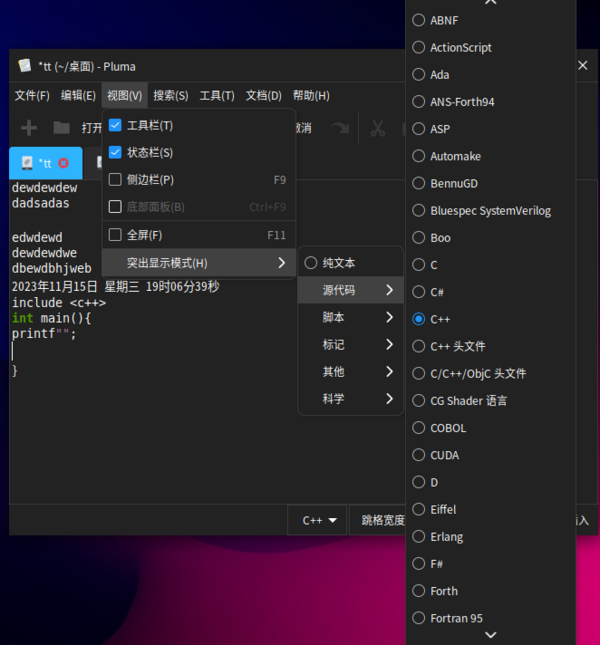 *tt (~/桌面) - Pluma
文件(F) 编辑(E) 视图(V) 搜索(S) 工具(T) 文档(D) 帮助(H)
打开
工具栏(T)
状态栏(S)
侧边栏(P) F9
底部面板(B) Ctrl+F9
全屏(F) F11
突出显示模式(H)
*tt
dewdewdew
dadsadas
edwdewd
dewdewdwe
dbewdbhjweb
2023年11月15日 星期三 19时06分39秒
include <c++>
int main(){
printf"";
}
纯文本
源代码
脚本
标记
其他
科学
ABNF
ActionScript
Ada
ANS-Forth94
ASP
Automake
BennuGD
Bluespec SystemVerilog
Boo
C
C#
C++
C++ 头文件
C/C++/ObjC 头文件
CG Shader 语言
COBOL
CUDA
D
Eiffel
Erlang
F#
Forth
Fortran 95
C++ 跳格宽度